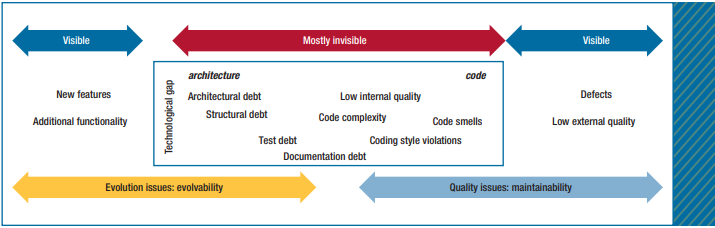 Visible
Mostly invisible
Visible
New features
Additional functionality
Technological gap
architecture
code
Architectural debt
Low internal quality
Structural debt
Code complexity
Code smells
Test debt
Coding style violations
Documentation debt
Defects
Low external quality
Evolution issues: evolvability
Quality issues: maintainability